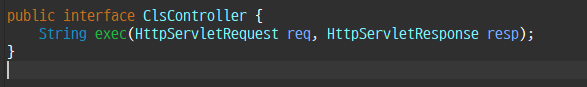 public interface ClsController {
    String exec(HttpServletRequest req, HttpServletResponse resp);
}